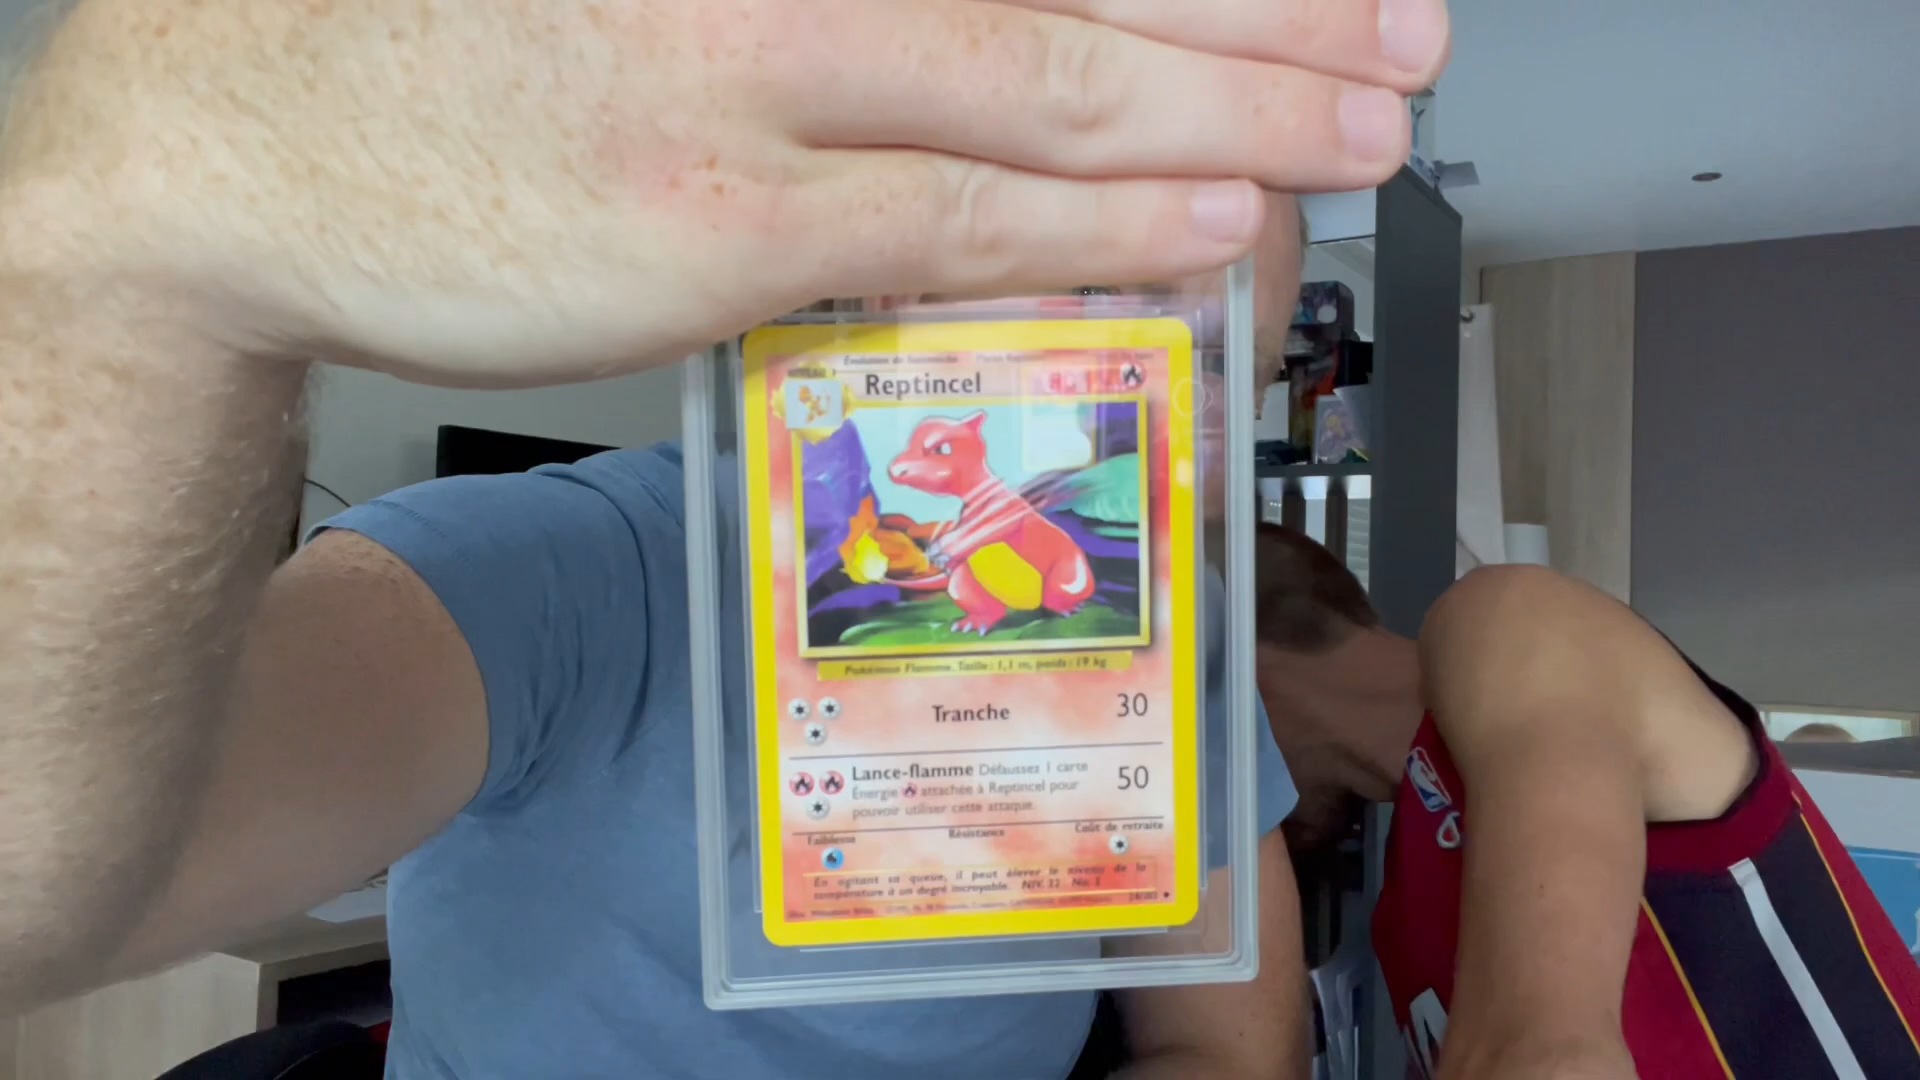 Évolution de Salamèche
NIVEAU 1
Reptincel
Pokémon Flamme. Taille : 1,1 m, poids : 19 kg
Tranche 30
Lance-flamme Défaussez 1 carte 50
Énergie attachée à Reptincel pour
pouvoir utiliser cette attaque.
Faiblesse Résistance Coût de retraite
En agitant sa queue, il peut élever le niveau de la
température à un degré incroyable. NIV. 32